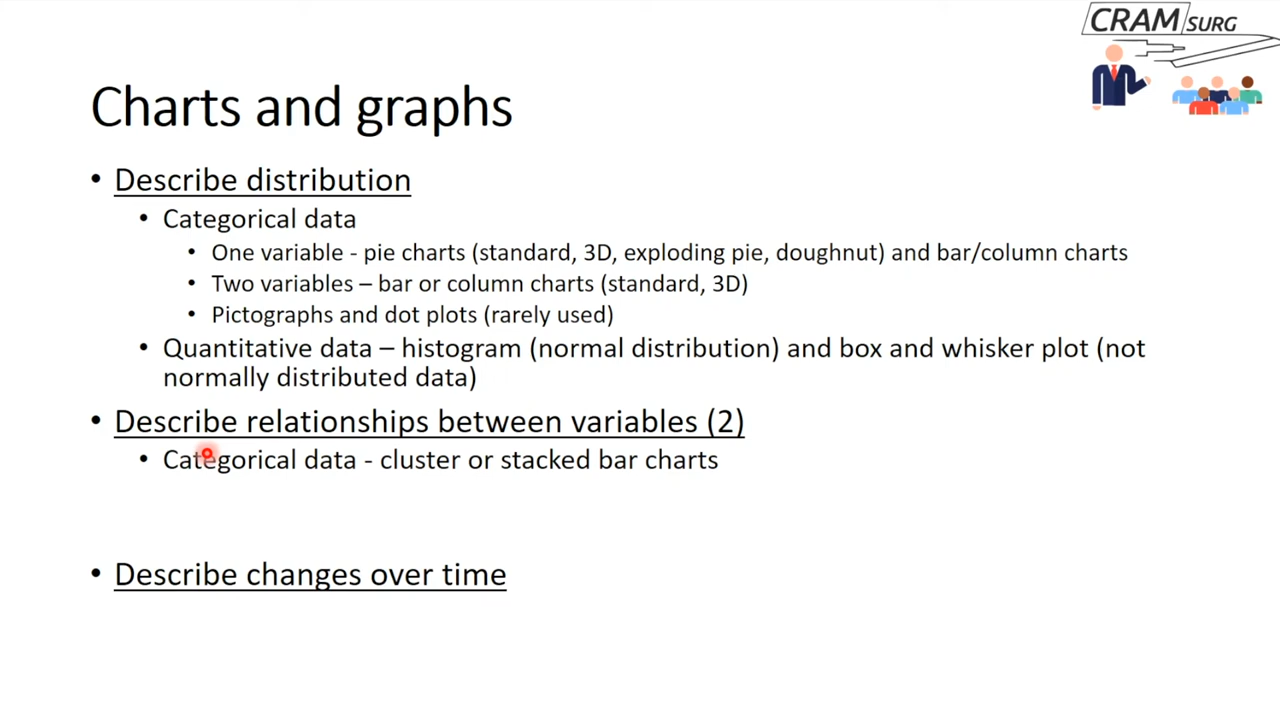 CRAM SURG
Charts and graphs
• Describe distribution
• Categorical data
• One variable - pie charts (standard, 3D, exploding pie, doughnut) and bar/column charts
• Two variables – bar or column charts (standard, 3D)
• Pictographs and dot plots (rarely used)
• Quantitative data – histogram (normal distribution) and box and whisker plot (not
normally distributed data)
• Describe relationships between variables (2)
• Categorical data - cluster or stacked bar charts
• Describe changes over time